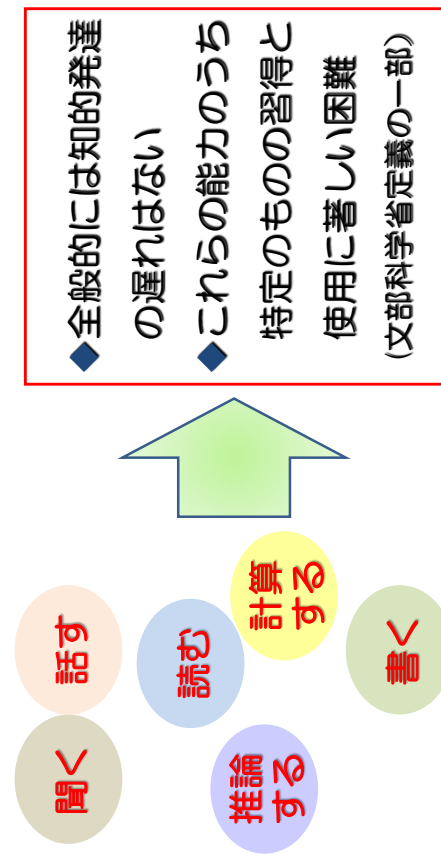 聞く
話す
読む
推論
する
計算
する
書く
◆全般的には知的発達
の遅れはない
◆これらの能力のうち
特定のものの習得と
使用に著しい困難
(文部科学省定義の一部)